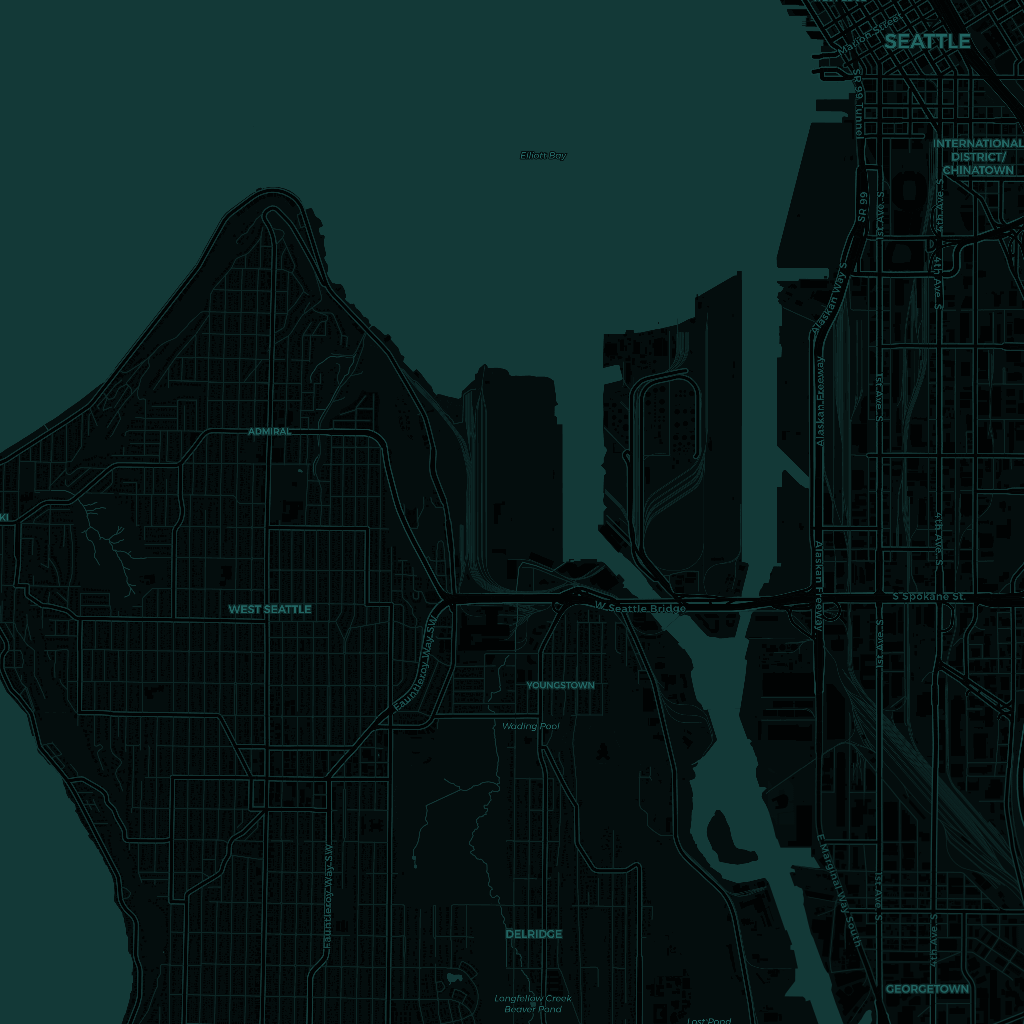 Marion Street
SEATTLE
SR 99 Tunnel
Elliott Bay
INTERNATIONAL
DISTRICT/
CHINATOWN
SR 99
1st Ave. S
4th Ave. S
4th Ave. S
Alaskan Way S
Alaskan Freeway
1st Ave. S
ADMIRAL
KI
4th Ave. S
Alaskan Freeway
S Spokane St.
W Seattle Bridge
WEST SEATTLE
Fauntleroy Way SW
1st Ave. S
YOUNGSTOWN
Wading Pool
Fauntleroy Way SW
E Marginal Way South
1st Ave. S
4th Ave. S
DELRIDGE
GEORGETOWN
Longfellow Creek
Beaver Pond
Lost Pond